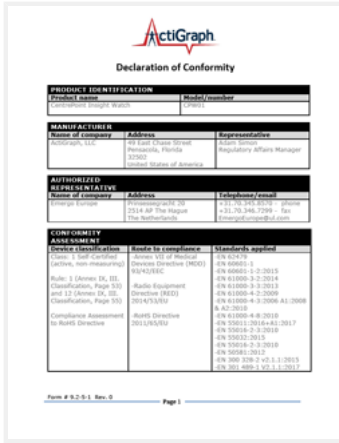 ActiGraph
Declaration of Conformity
PRODUCT IDENTIFICATION
Product name Model/number
CentrePoint Insight Watch CPW01
MANUFACTURER
Name of company Address Representative
ActiGraph, LLC 49 East Chase Street Adam Simon
Pensacola, Florida Regulatory Affairs Manager
32502
United States of America
AUTHORIZED
REPRESENTATIVE
Name of company Address Telephone/email
Emergo Europe Prinsessegracht 20 +31.70.345.8570 - phone
2514 AP The Hague +31.70.346.7299 - fax
The Netherlands EmergoEurope@ul.com
CONFORMITY
ASSESSMENT
Device classification Route to compliance Standards applied
Class: 1 Self-Certified -Annex VII of Medical -EN 62479
(active, non-measuring) Devices Directive (MDD) -EN 60601-1
93/42/EEC -EN 60601-1-2:2015
Rule: 1 (Annex IX, III. -EN 61000-3-2:2014
Classification, Page 53) -Radio Equipment -EN 61000-3-3:2013
and 12 (Annex IX, III. Directive (RED) -EN 61000-4-2:2009
Classification, Page 55) 2014/53/EU -EN 61000-4-3:2006 A1:2008
& A2:2010
Compliance Assessment -RoHS Directive -EN 61000-4-8:2010
to RoHS Directive 2011/65/EU -EN 55011:2016+A1:2017
-EN 55016-2-3:2010
-EN 55032:2015
-EN 55016-2-3:2010
-EN 50581:2012
-EN 300 328-2 v2.1.1:2015
-EN 301 489-1 V2.1.1:2017
Form # 9.2-5-1 Rev. 0
Page 1